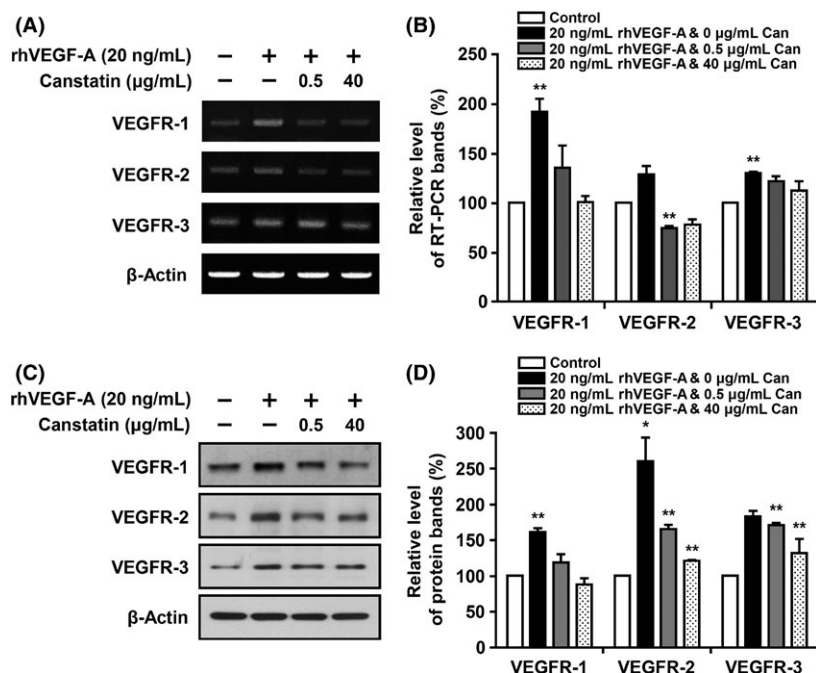 (A)
rhVEGF-A (20 ng/mL) – + + +
Canstatin (μg/mL) – – 0.5 40
VEGFR-1
VEGFR-2
VEGFR-3
β-Actin
(B)
Control
20 ng/mL rhVEGF-A & 0 μg/mL Can
20 ng/mL rhVEGF-A & 0.5 μg/mL Can
20 ng/mL rhVEGF-A & 40 μg/mL Can
Relative level
of RT-PCR bands (%)
250
200
150
100
50
0
**
**
**
VEGFR-1 VEGFR-2 VEGFR-3
(C)
rhVEGF-A (20 ng/mL) – + + +
Canstatin (μg/mL) – – 0.5 40
VEGFR-1
VEGFR-2
VEGFR-3
β-Actin
(D)
Control
20 ng/mL rhVEGF-A & 0 μg/mL Can
20 ng/mL rhVEGF-A & 0.5 μg/mL Can
20 ng/mL rhVEGF-A & 40 μg/mL Can
Relative level
of protein bands (%)
300
250
200
150
100
50
0
**
*
**
**
**
**
VEGFR-1 VEGFR-2 VEGFR-3